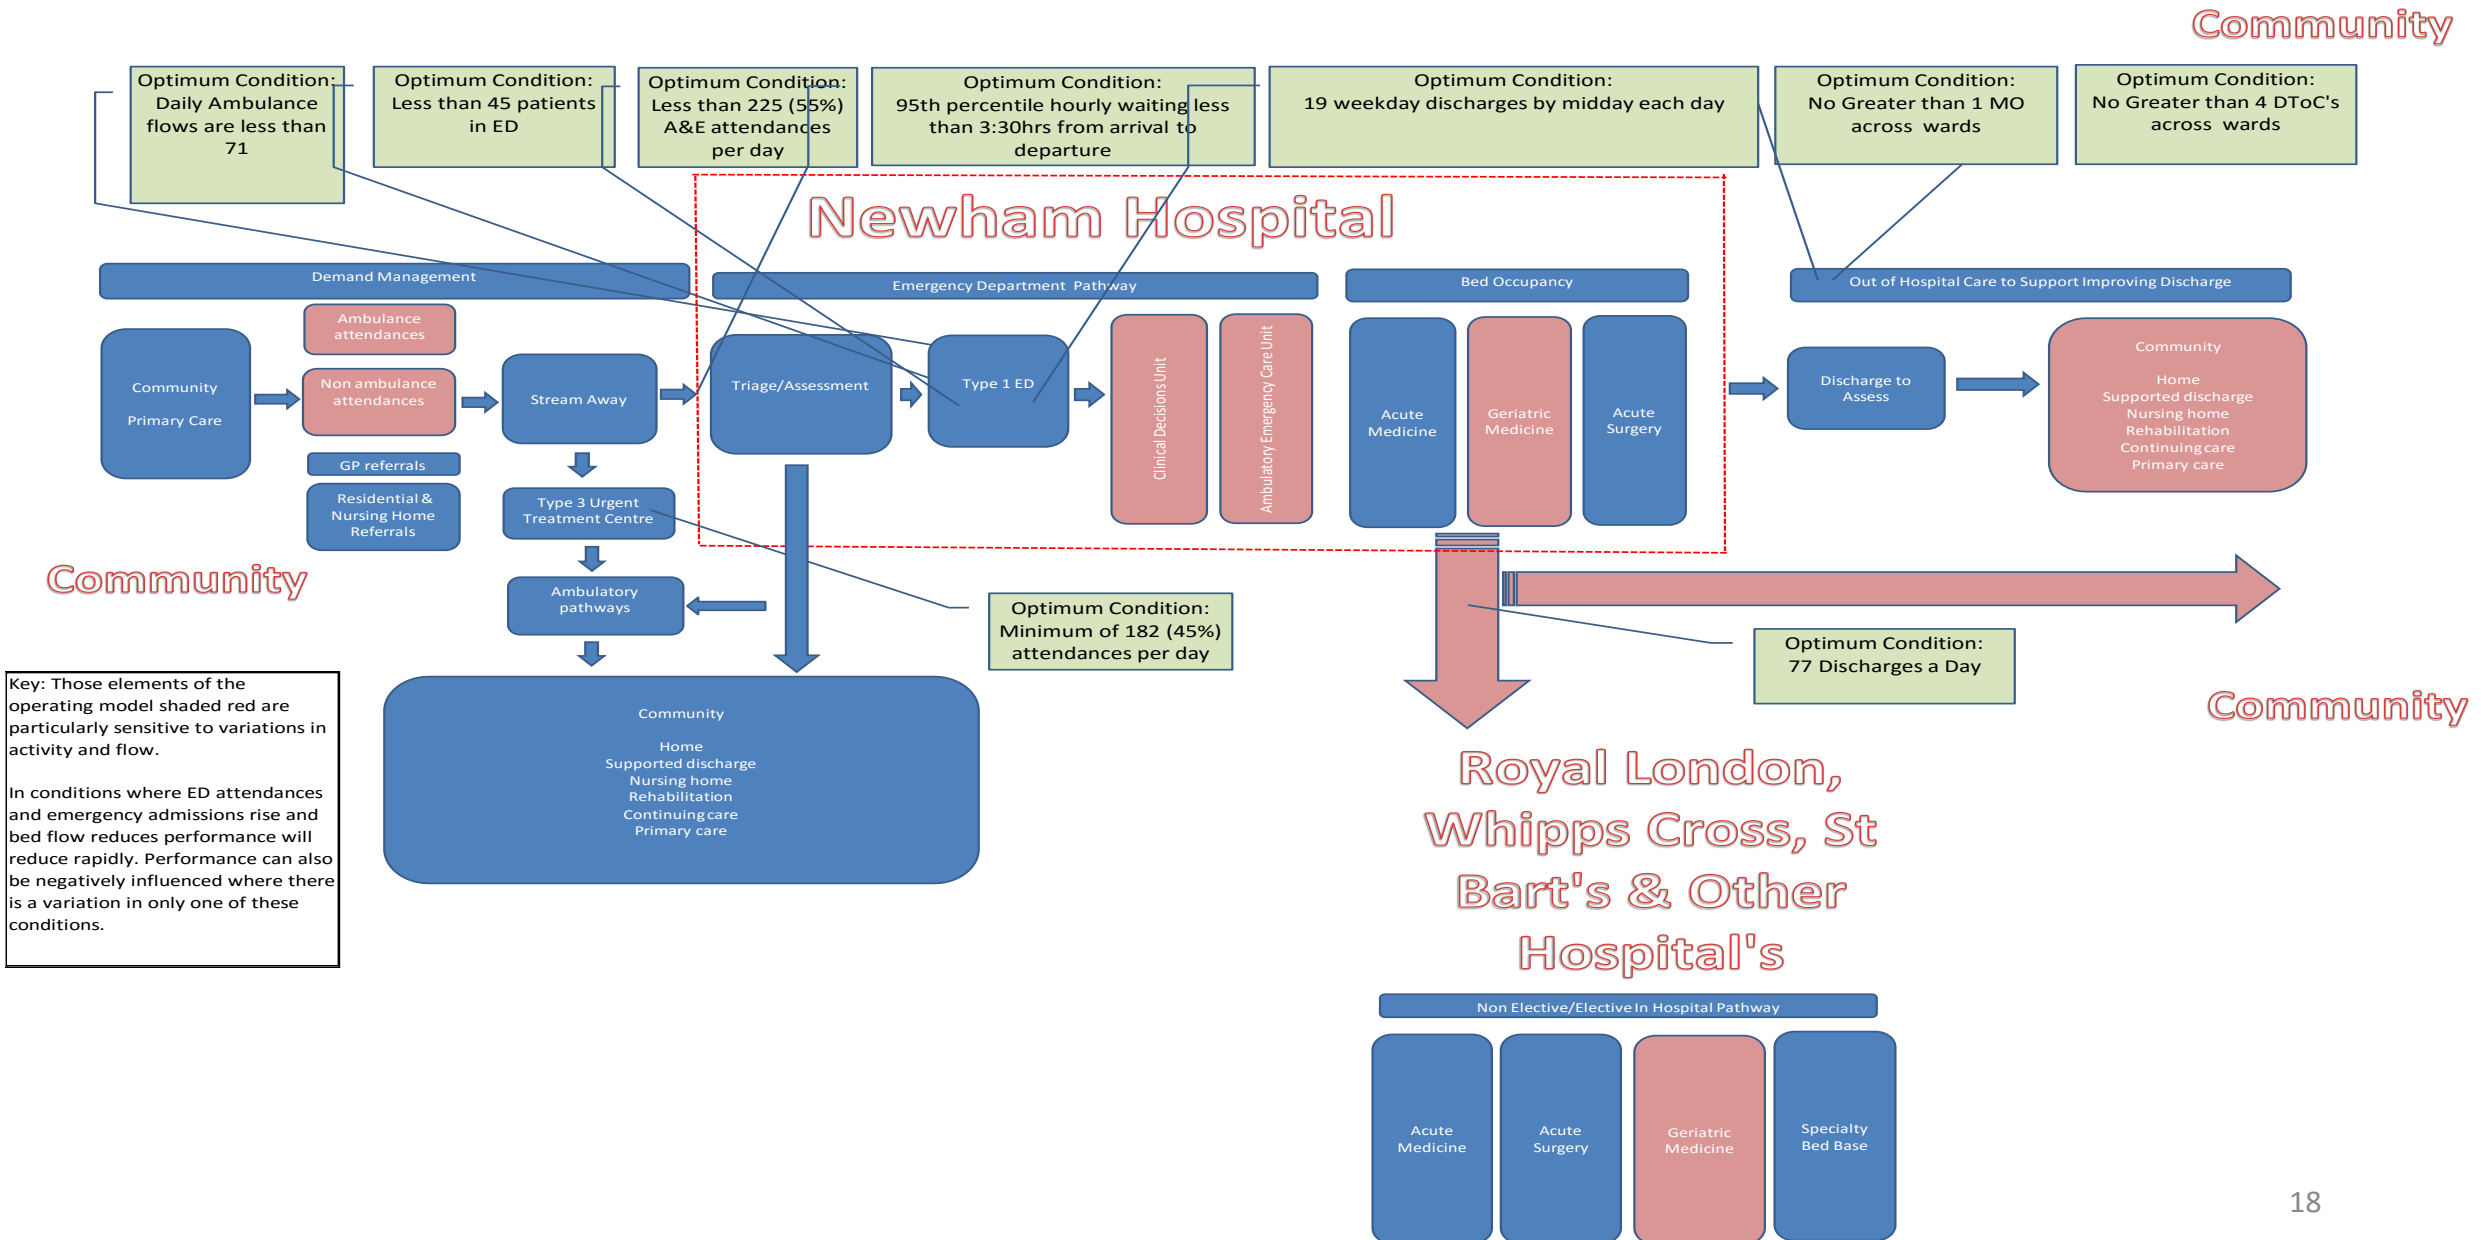 Community
Optimum Condition:
Daily Ambulance
flows are less than
71
Optimum Condition:
Less than 45 patients
in ED
Optimum Condition:
Less than 225 (55%)
A&E attendances
per day
Optimum Condition:
95th percentile hourly waiting less
than 3:30hrs from arrival to
departure
Optimum Condition:
19 weekday discharges by midday each day
Optimum Condition:
No Greater than 1 MO
across wards
Optimum Condition:
No Greater than 4 DToC's
across wards
Newham Hospital
Demand Management
Emergency Department Pathway
Bed Occupancy
Out of Hospital Care to Support Improving Discharge
Community
Primary Care
Ambulance
attendances
Non ambulance
attendances
GP referrals
Residential &
Nursing Home
Referrals
Stream Away
Type 3 Urgent
Treatment Centre
Ambulatory
pathways
Triage/Assessment
Type 1 ED
Clinical Decisions Unit
Ambulatory Emergency Care Unit
Acute
Medicine
Geriatric
Medicine
Acute
Surgery
Discharge to
Assess
Community
Home
Supported discharge
Nursing home
Rehabilitation
Continuing care
Primary care
Community
Optimum Condition:
Minimum of 182 (45%)
attendances per day
Optimum Condition:
77 Discharges a Day
Community
Key: Those elements of the
operating model shaded red are
particularly sensitive to variations in
activity and flow.
In conditions where ED attendances
and emergency admissions rise and
bed flow reduces performance will
reduce rapidly. Performance can also
be negatively influenced where there
is a variation in only one of these
conditions.
Community
Home
Supported discharge
Nursing home
Rehabilitation
Continuing care
Primary care
Royal London,
Whipps Cross, St
Bart's & Other
Hospital's
Non Elective/Elective In Hospital Pathway
Acute
Medicine
Acute
Surgery
Geriatric
Medicine
Specialty
Bed Base
18